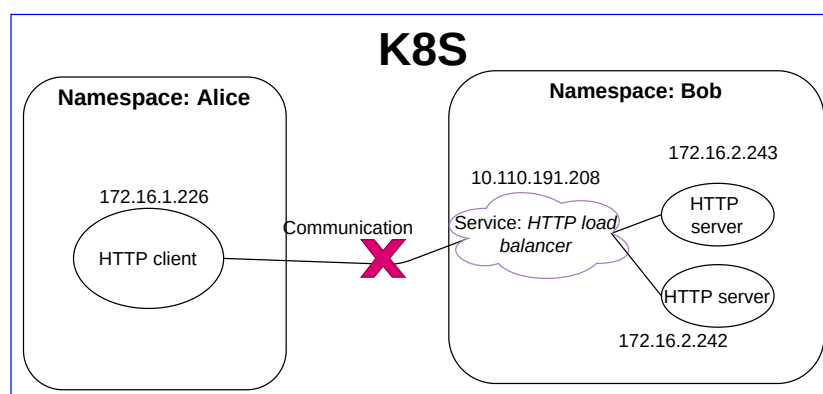 K8S
Namespace: Alice
Namespace: Bob
172.16.1.226
HTTP client
Communication
10.110.191.208
Service: HTTP load
balancer
172.16.2.243
HTTP
server
HTTP server
172.16.2.242